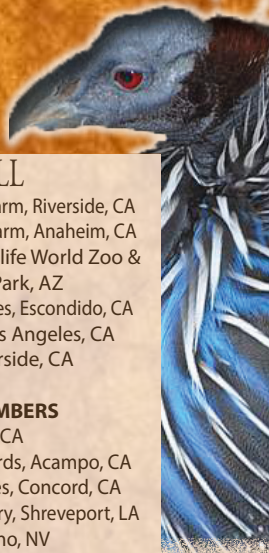 LL
arm, Riverside, CA
arm, Anaheim, CA
llife World Zoo &
Park, AZ
es, Escondido, CA
s Angeles, CA
rside, CA
MBERS
CA
rds, Acampo, CA
es, Concord, CA
ry, Shreveport, LA
no, NV